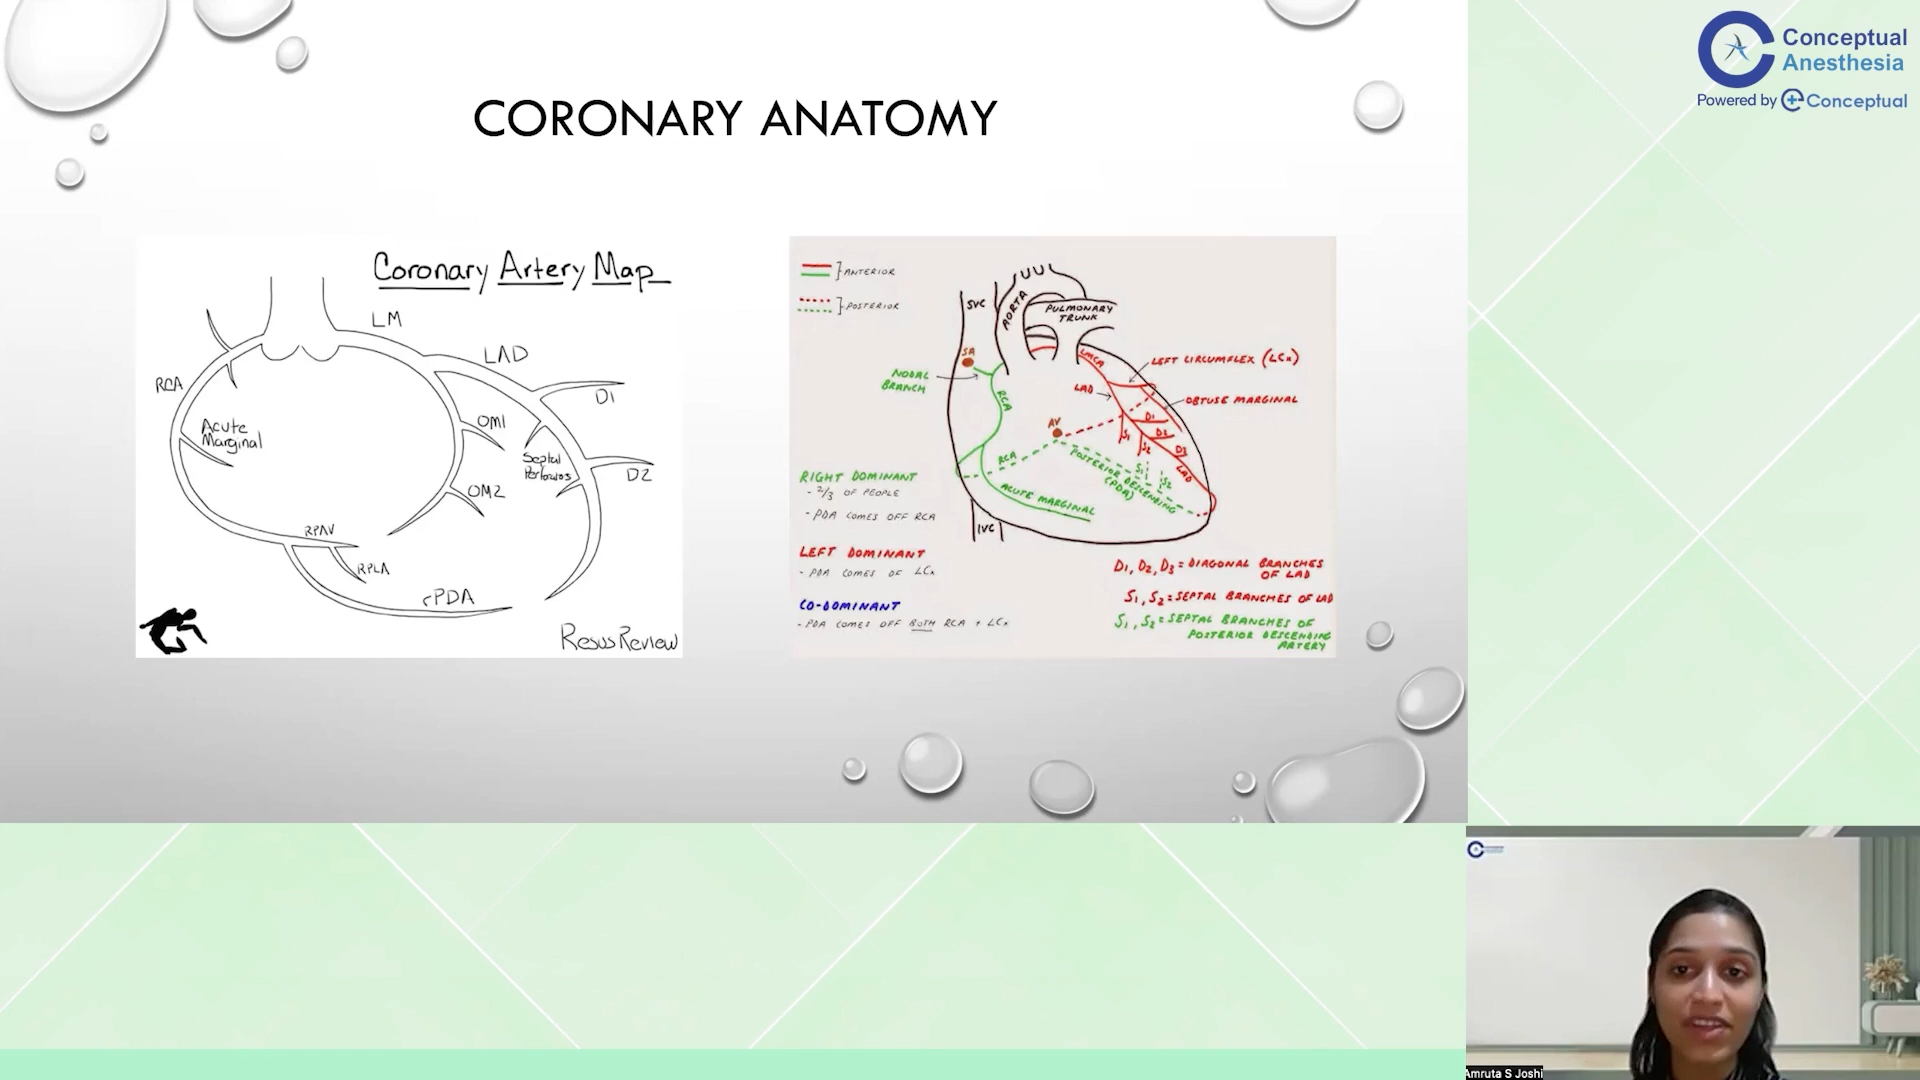 CORONARY ANATOMY
Conceptual
Anesthesia
Powered by Conceptual
Coronary Artery Map
LM
LAD
RCA
D1
Acute
Marginal
OM1
Septal
Perforators
D2
OM2
RPAV
RPLA
rPDA
ResusReview
ANTERIOR
POSTERIOR
SVC
AORTA
PULMONARY
TRUNK
SA
NODAL
BRANCH
RCA
LMCA
LEFT CIRCUMFLEX (LCx)
LAD
OBTUSE MARGINAL
AV
D1
D2
D3
S1
S2
LAD
RCA
POSTERIOR DESCENDING
(PDA)
S1
S2
ACUTE MARGINAL
IVC
RIGHT DOMINANT
- 2/3 OF PEOPLE
- PDA COMES OFF RCA
LEFT DOMINANT
- PDA COMES OF LCx
CO-DOMINANT
- PDA COMES OFF BOTH RCA + LCx
D1, D2, D3 = DIAGONAL BRANCHES
OF LAD
S1, S2 = SEPTAL BRANCHES OF LAD
S1, S2 = SEPTAL BRANCHES OF
POSTERIOR DESCENDING
ARTERY
Amruta S Joshi